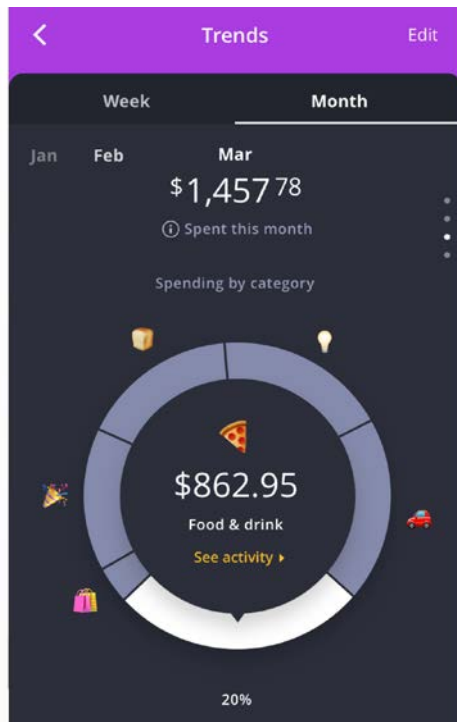 Trends
Edit
Week
Month
Jan
Feb
Mar
$1,457 78
Spent this month
Spending by category
$862.95
Food & drink
See activity
20%